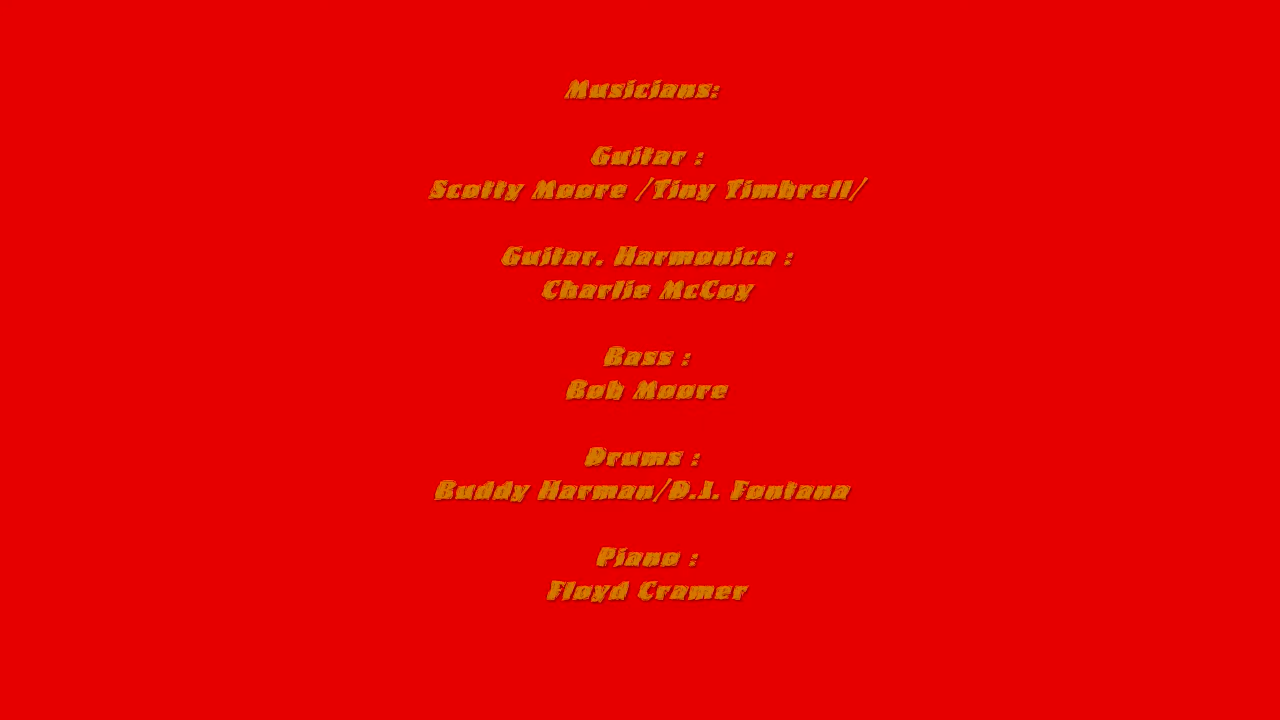 Musicians:
Guitar :
Scotty Moore /Tiny Timbrell/
Guitar. Harmonica :
Charlie McCoy
Bass :
Bob Moore
Drums :
Buddy Harman/D.J. Fontana
Piano :
Floyd Cramer